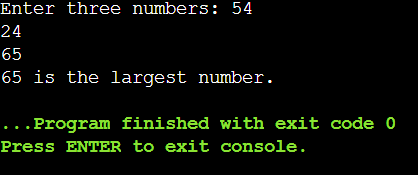 Enter three numbers: 54
24
65
65 is the largest number.
...Program finished with exit code 0
Press ENTER to exit console.